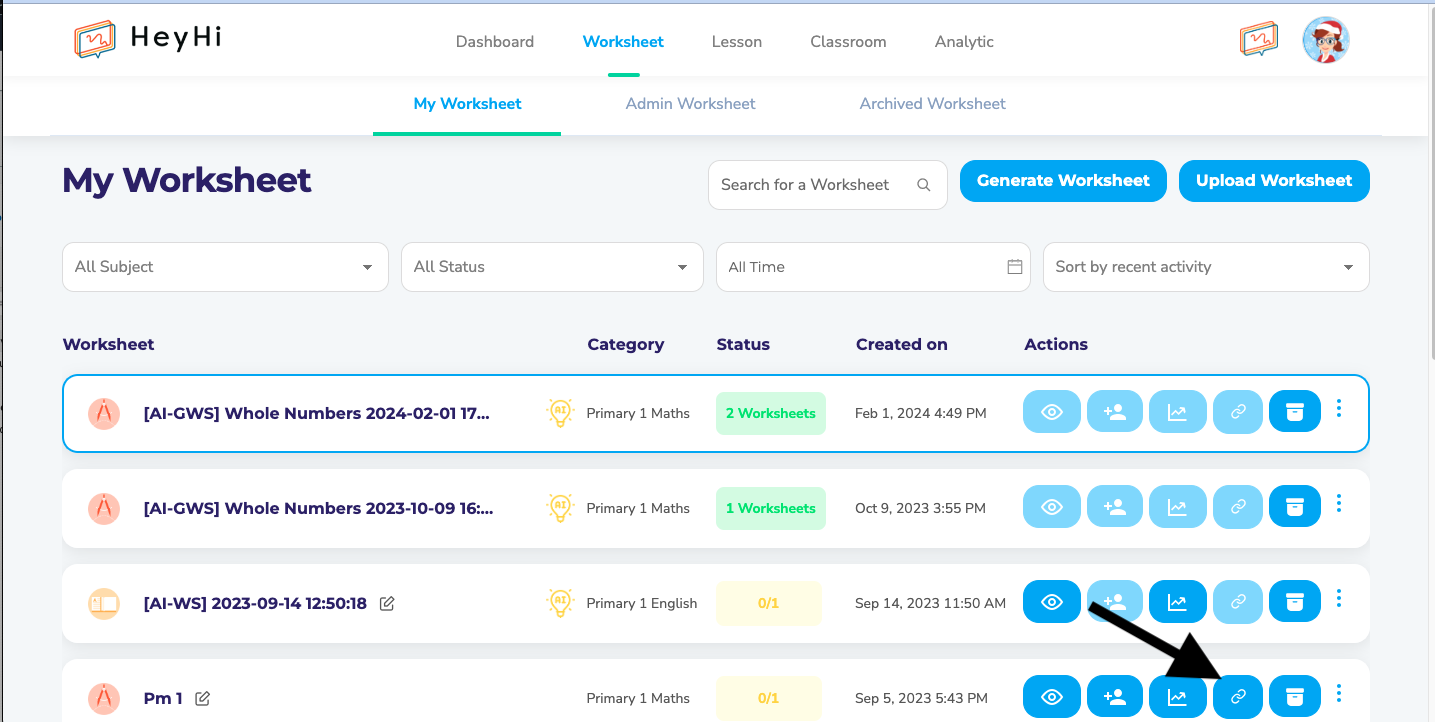 HeyHi
Dashboard Worksheet Lesson Classroom Analytic
My Worksheet Admin Worksheet Archived Worksheet
My Worksheet
Search for a Worksheet Generate Worksheet Upload Worksheet
All Subject All Status All Time Sort by recent activity
Worksheet Category Status Created on Actions
[AI-GWS] Whole Numbers 2024-02-01 17... AI Primary 1 Maths 2 Worksheets Feb 1, 2024 4:49 PM
[AI-GWS] Whole Numbers 2023-10-09 16:... AI Primary 1 Maths 1 Worksheets Oct 9, 2023 3:55 PM
[AI-WS] 2023-09-14 12:50:18 AI Primary 1 English 0/1 Sep 14, 2023 11:50 AM
Pm 1 Primary 1 Maths 0/1 Sep 5, 2023 5:43 PM